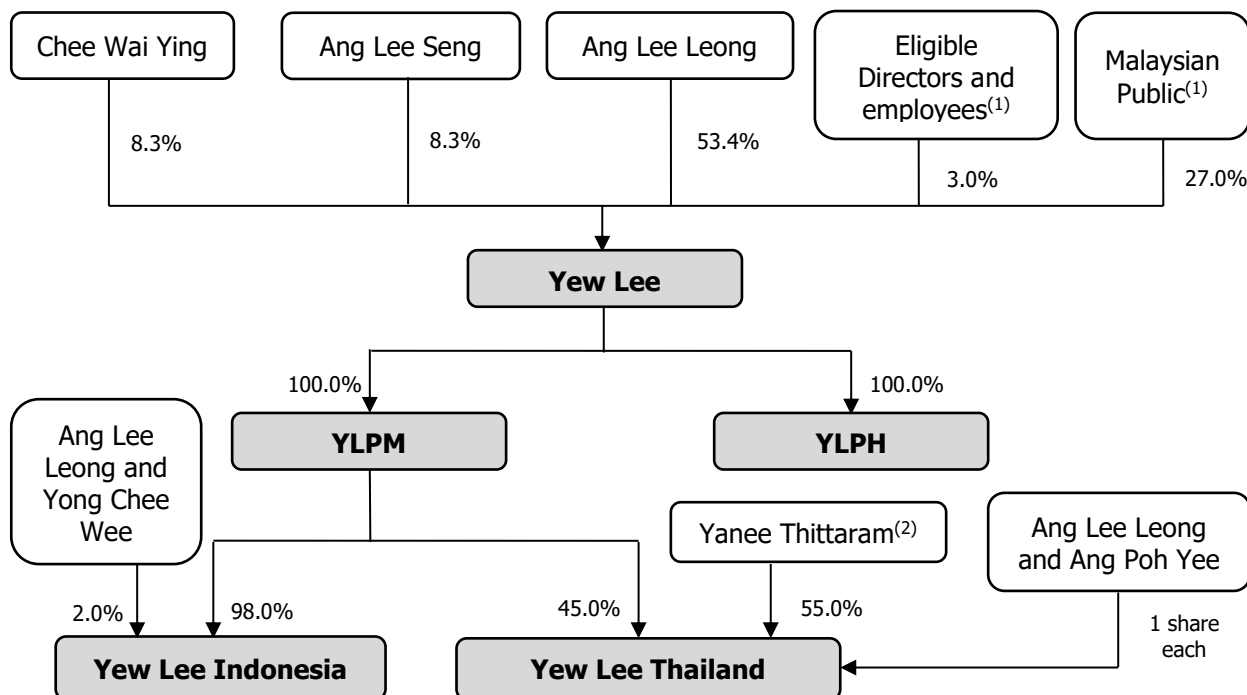 Chee Wai Ying
Ang Lee Seng
Ang Lee Leong
Eligible
Directors and
employees(1)
Malaysian
Public(1)
8.3%
8.3%
53.4%
3.0%
27.0%
Yew Lee
100.0%
100.0%
YLPM
YLPH
Ang Lee
Leong and
Yong Chee
Wee
Yanee Thittaram(2)
Ang Lee Leong
and Ang Poh Yee
2.0%
98.0%
45.0%
55.0%
1 share
each
Yew Lee Indonesia
Yew Lee Thailand